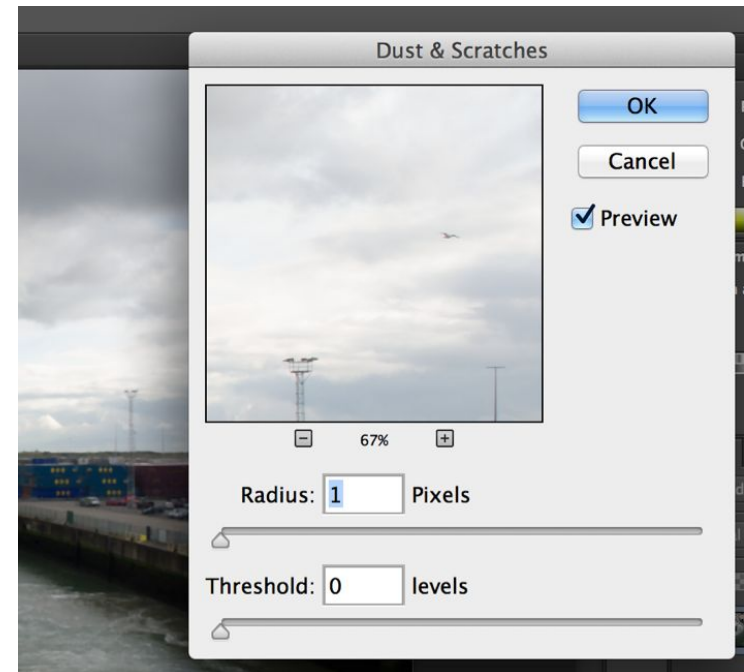 Dust & Scratches
OK
Cancel
Preview
67%
Radius: 1 Pixels
Threshold: 0 levels